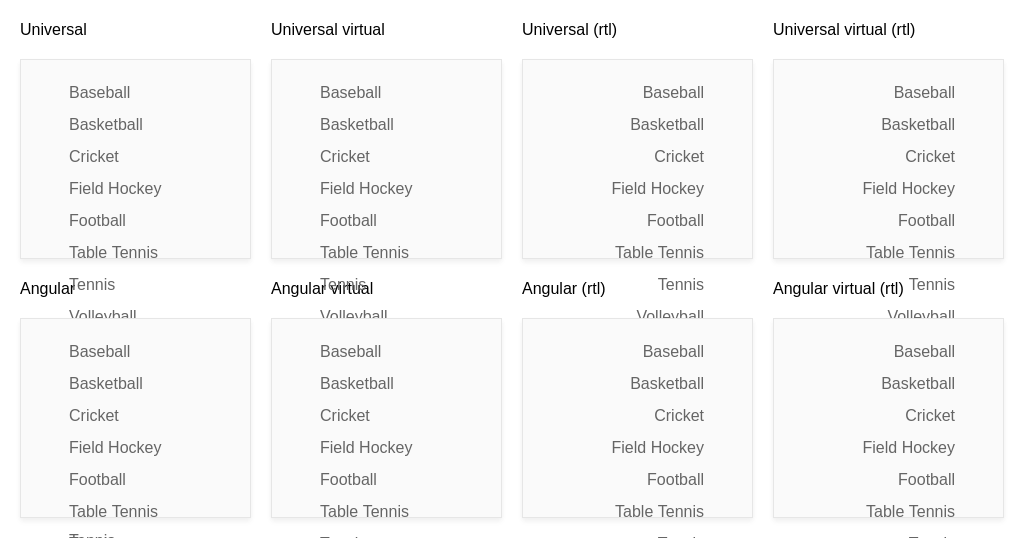 Universal
Universal virtual
Universal (rtl)
Universal virtual (rtl)
Baseball
Baseball
Baseball
Baseball
Basketball
Basketball
Basketball
Basketball
Cricket
Cricket
Cricket
Cricket
Field Hockey
Field Hockey
Field Hockey
Field Hockey
Football
Football
Football
Football
Table Tennis
Table Tennis
Table Tennis
Table Tennis
Tennis
Tennis
Tennis
Tennis
Angular
Angular virtual
Angular (rtl)
Angular virtual (rtl)
Volleyball
Volleyball
Volleyball
Volleyball
Baseball
Baseball
Baseball
Baseball
Basketball
Basketball
Basketball
Basketball
Cricket
Cricket
Cricket
Cricket
Field Hockey
Field Hockey
Field Hockey
Field Hockey
Football
Football
Football
Football
Table Tennis
Table Tennis
Table Tennis
Table Tennis
Tennis